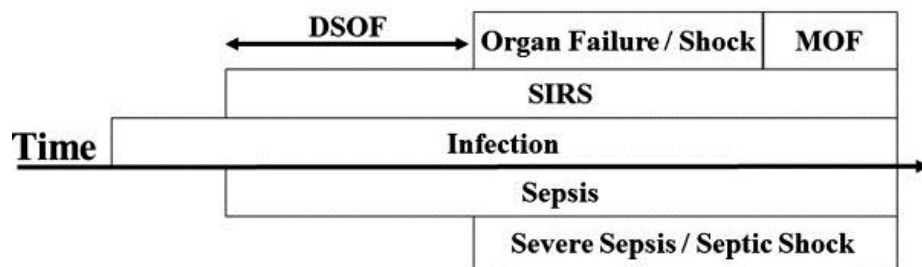 DSOF
Organ Failure / Shock
MOF
SIRS
Infection
Time
Sepsis
Severe Sepsis / Septic Shock